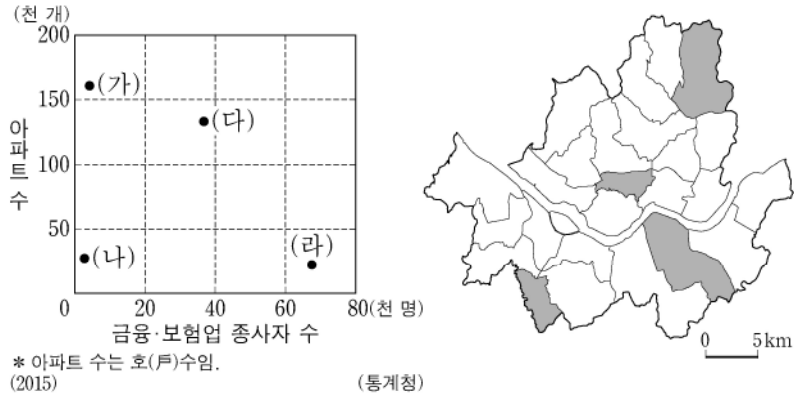 (천 개)
200
150
100
50
0
20
40
60
80(천 명)
아파트 수
(가)
(다)
(나)
(라)
금융·보험업 종사자 수
* 아파트 수는 호(戶)수임.
(2015)
(통계청)
0
5km